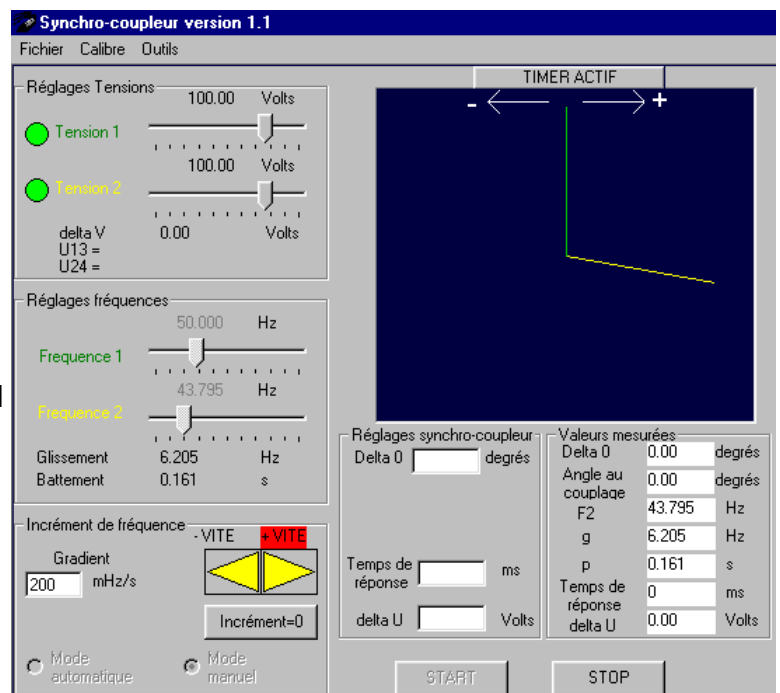 Synchro-coupleur version 1.1
Fichier Calibre Outils
Réglages Tensions
100.00 Volts
Tension 1
100.00 Volts
Tension 2
delta V 0.00 Volts
U13 =
U24 =
Réglages fréquences
50.000 Hz
Frequence 1
43.795 Hz
Frequence 2
Glissement 6.205 Hz
Battement 0.161 s
Incrément de fréquence
- VITE + VITE
Gradient
200 mHz/s
Incrément=0
Mode automatique
Mode manuel
TIMER ACTIF
- +
Réglages synchro-coupleur
Delta 0 degrés
Temps de réponse ms
delta U Volts
START
Valeurs mesurées
Delta 0 0.00 degrés
Angle au couplage 0.00 degrés
F2 43.795 Hz
g 6.205 Hz
p 0.161 s
Temps de réponse 0 ms
delta U 0.00 Volts
STOP